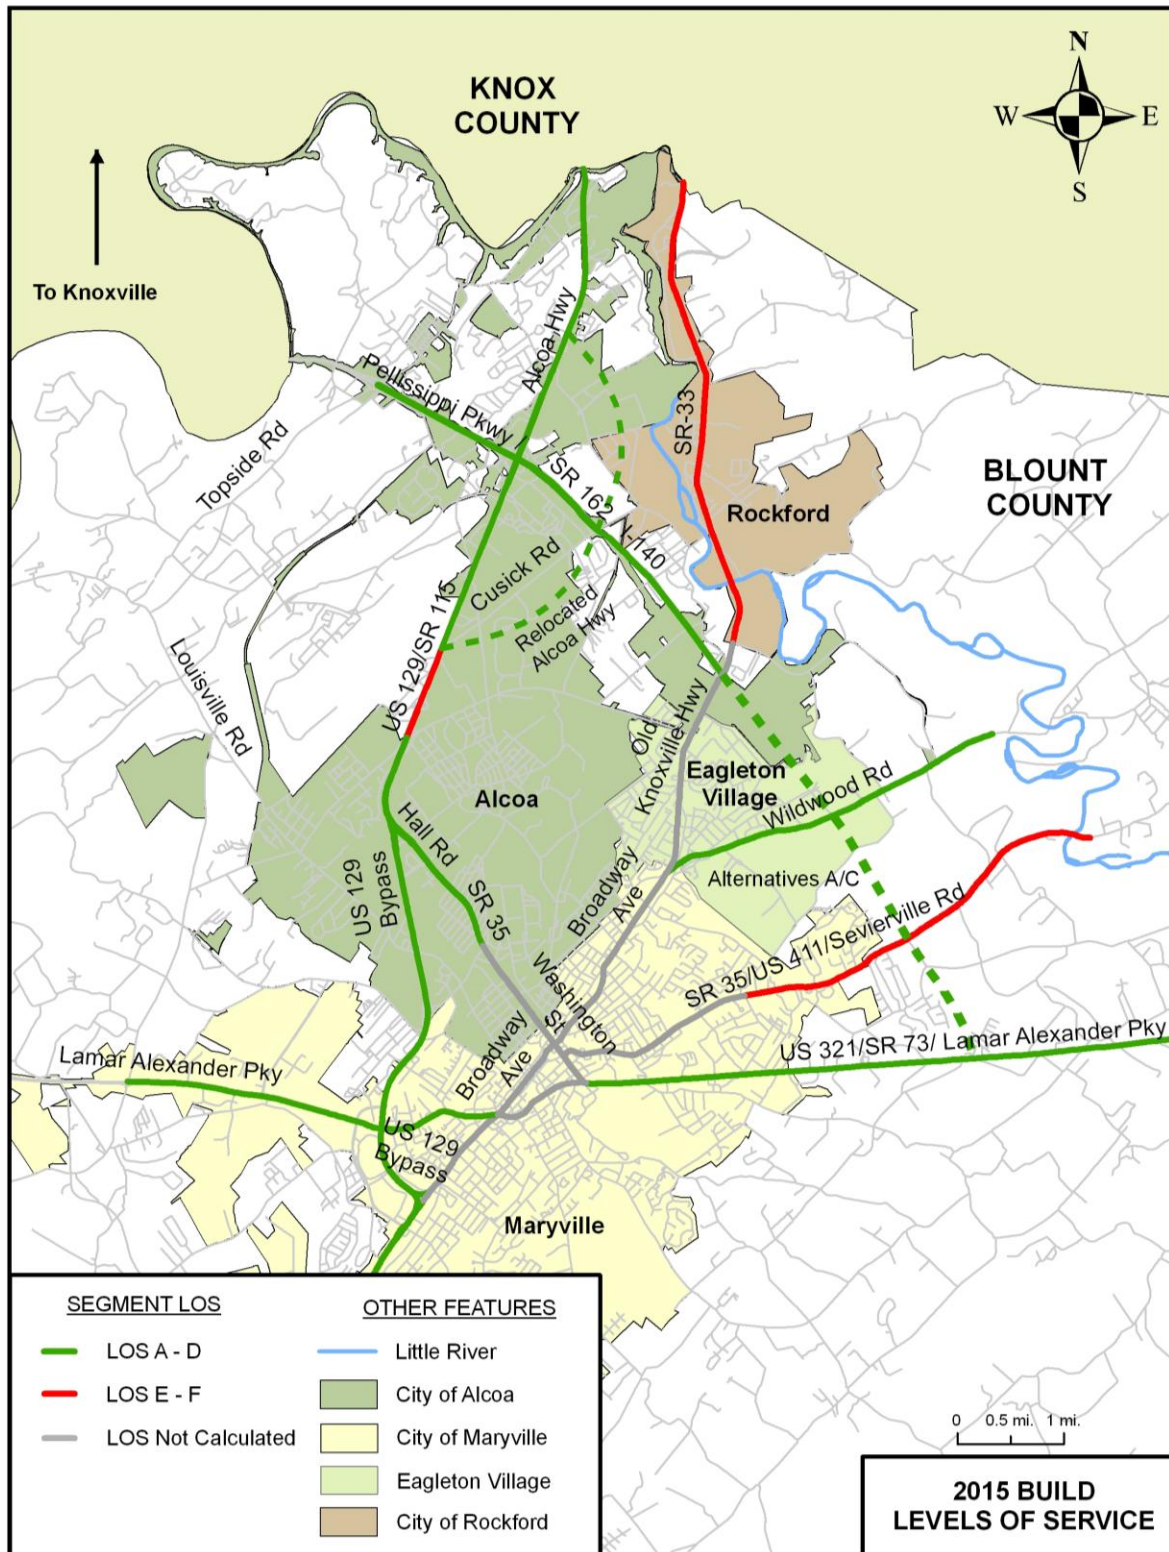 KNOX
COUNTY
N
W
E
S
To Knoxville
Alcoa Hwy
Pellissippi Pkwy /
SR 162 / I-140
SR-33
Topside Rd
BLOUNT
COUNTY
Rockford
Cusick Rd
Relocated
Alcoa Hwy
US 129/SR 115
Louisville Rd
Old
Knoxville Hwy
Eagleton
Village
Alcoa
Wildwood Rd
Hall Rd
SR 35
US 129
Bypass
Broadway
Ave
Alternatives A/C
SR 35/US 411/Sevierville Rd
Washington
St
Broadway
Ave
US 321/SR 73/ Lamar Alexander Pky
Lamar Alexander Pky
US 129
Bypass
Maryville
SEGMENT LOS
LOS A - D
LOS E - F
LOS Not Calculated
OTHER FEATURES
Little River
City of Alcoa
City of Maryville
Eagleton Village
City of Rockford
0 0.5 mi. 1 mi.
2015 BUILD
LEVELS OF SERVICE